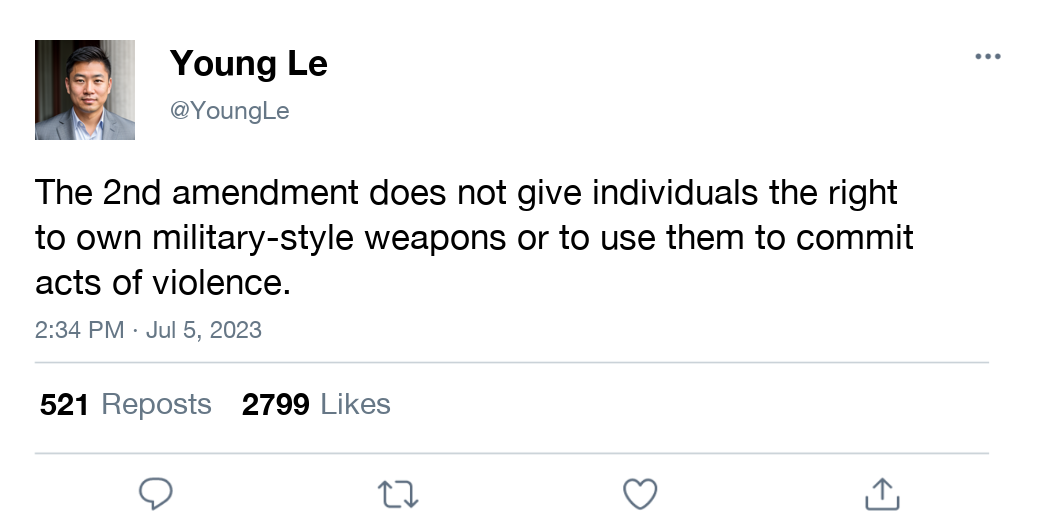 Young Le
@YoungLe
The 2nd amendment does not give individuals the right
to own military-style weapons or to use them to commit
acts of violence.
2:34 PM · Jul 5, 2023
521 Reposts 2799 Likes